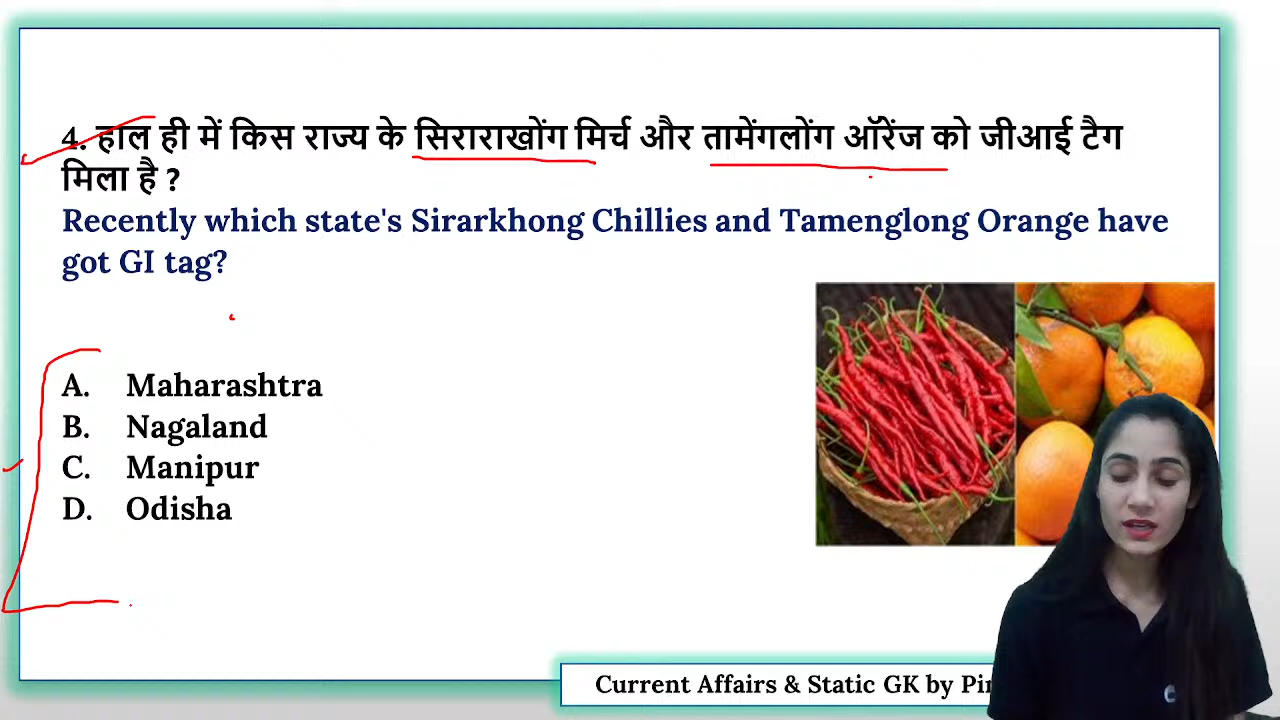 4. हाल ही में किस राज्य के सिराराखोंग मिर्च और तामेंगलोंग ऑरेंज को जीआई टैग
मिला है ?
Recently which state's Sirarkhong Chillies and Tamenglong Orange have
got GI tag?
A. Maharashtra
B. Nagaland
C. Manipur
D. Odisha
Current Affairs & Static GK by